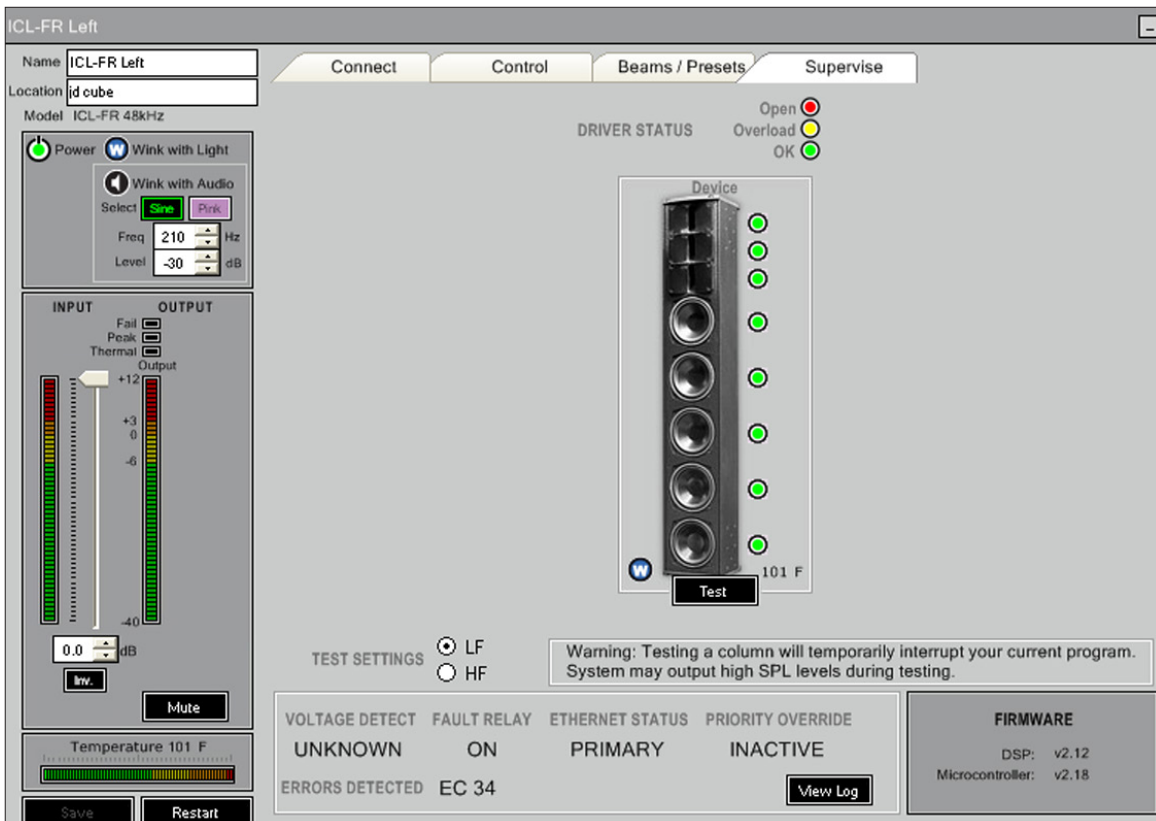 ICL-FR Left
Name ICL-FR Left
Location jd cube
Model ICL-FR 48kHz
Power W Wink with Light
Wink with Audio
Select Sine Pink
Freq 210 Hz
Level -30 dB
INPUT OUTPUT
Fail
Peak
Thermal
Output
+12
+3
0
-6
-40
0.0 dB
Inv.
Mute
Temperature 101 F
Save Restart
Connect Control Beams / Presets Supervise
DRIVER STATUS
Open
Overload
OK
Device
W 101 F
Test
TEST SETTINGS
LF
HF
Warning: Testing a column will temporarily interrupt your current program.
System may output high SPL levels during testing.
VOLTAGE DETECT FAULT RELAY ETHERNET STATUS PRIORITY OVERRIDE
UNKNOWN ON PRIMARY INACTIVE
ERRORS DETECTED EC 34
View Log
FIRMWARE
DSP: v2.12
Microcontroller: v2.18